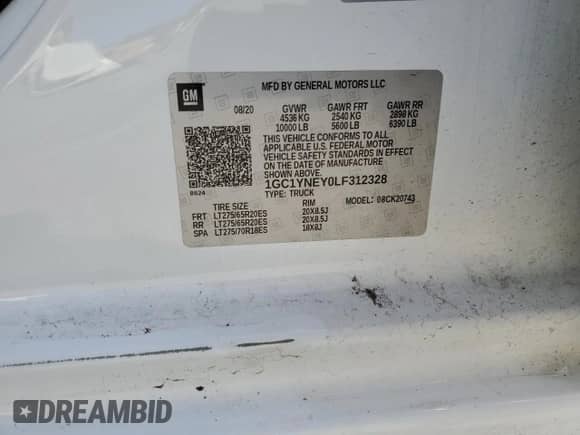 MFD BY GENERAL MOTORS LLC
GM
08/20 GVWR GAWR FRT GAWR RR
4536 KG 2540 KG 2898 KG
10000 LB 5600 LB 6390 LB
THIS VEHICLE CONFORMS TO ALL
APPLICABLE U.S. FEDERAL MOTOR
VEHICLE SAFETY STANDARDS IN EFFECT
ON THE DATE OF MANUFACTURE
SHOWN ABOVE.
1GC1YNEY0LF312328
0624 TYPE: TRUCK
MODEL: 08CK20743
TIRE SIZE RIM
FRT LT275/65R20ES 20X8.5J
RR LT275/65R20ES 20X8.5J
SPA LT275/70R18ES 18X8J
DREAMBID